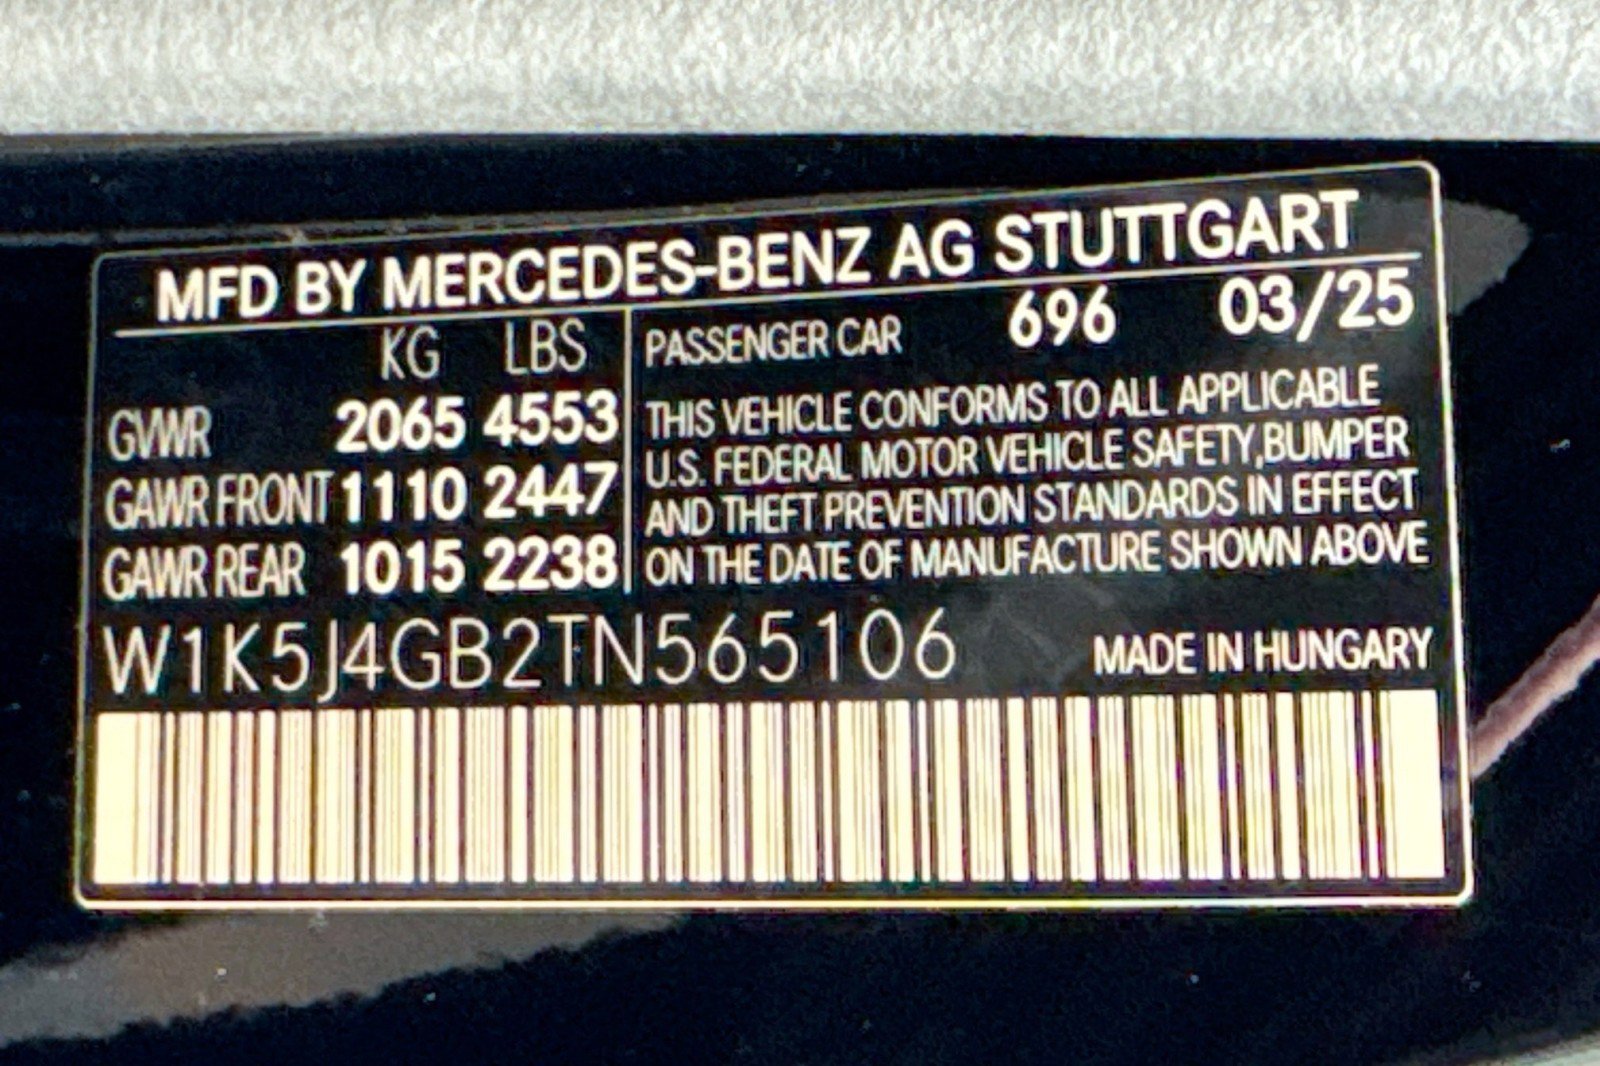 MFD BY MERCEDES-BENZ AG STUTTGART
KG LBS
GVWR 2065 4553
GAWR FRONT 1110 2447
GAWR REAR 1015 2238
PASSENGER CAR 696 03/25
THIS VEHICLE CONFORMS TO ALL APPLICABLE
U.S. FEDERAL MOTOR VEHICLE SAFETY,BUMPER
AND THEFT PREVENTION STANDARDS IN EFFECT
ON THE DATE OF MANUFACTURE SHOWN ABOVE
W1K5J4GB2TN565106
MADE IN HUNGARY